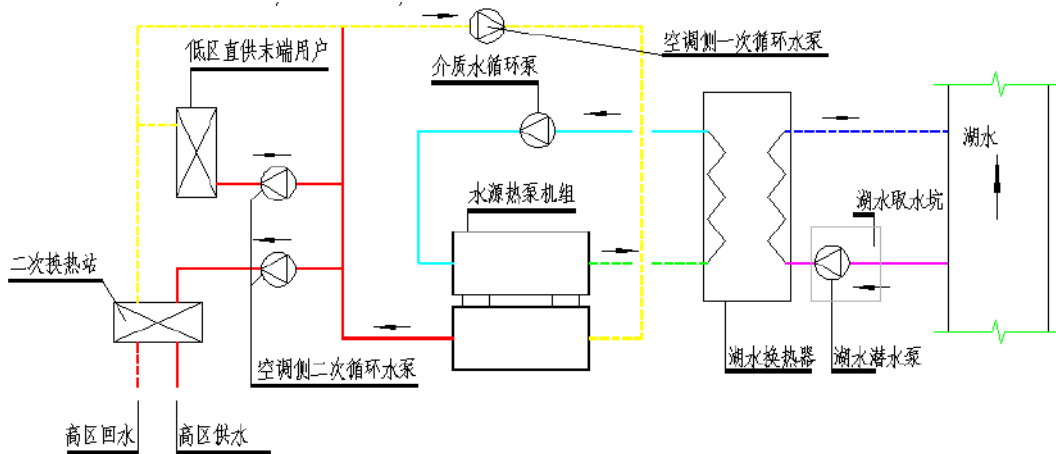 空调侧一次循环水泵
低区直供末端用户
介质水循环泵
湖水
水源热泵机组
湖水取水坑
二次换热站
空调侧二次循环水泵
湖水换热器
湖水潜水泵
高区回水
高区供水